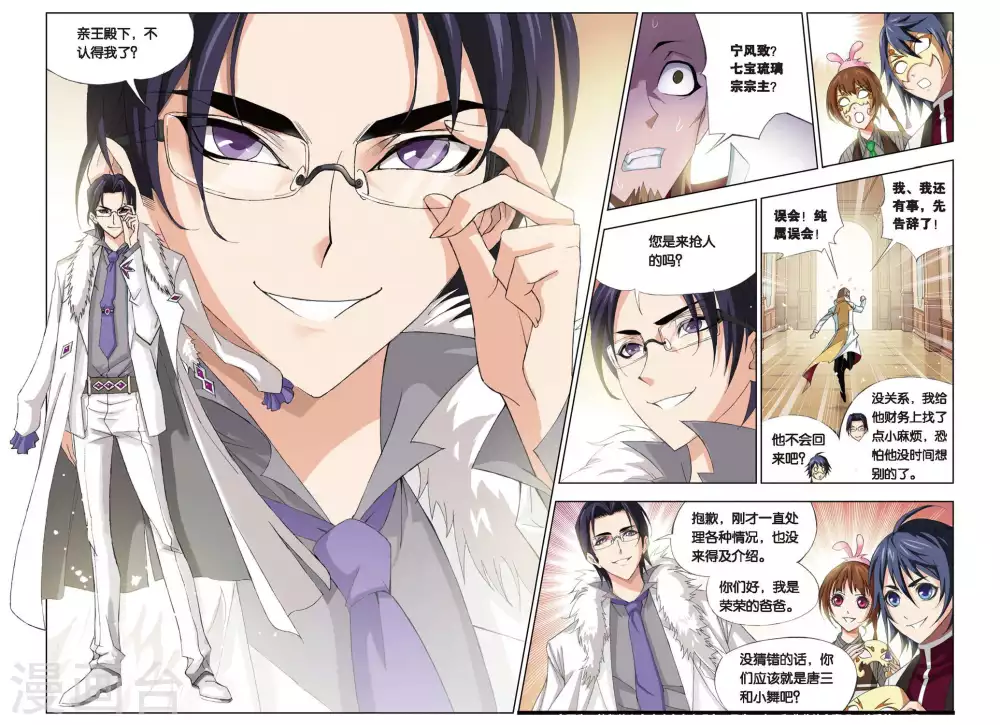 亲王殿下，不
认得我了？
宁风致？
七宝琉璃
宗宗主？
您是来抢人
的吗？
我、我还
有事，先
告辞了！
误会！纯
属误会！
他不会回
来吧？
没关系，我给
他财务上找了
点小麻烦，恐
怕他没时间想
别的了。
抱歉，刚才一直处
理各种情况，也没
来得及介绍。
你们好，我是
荣荣的爸爸。
没猜错的话，你
们应该就是唐三
和小舞吧？
漫画台